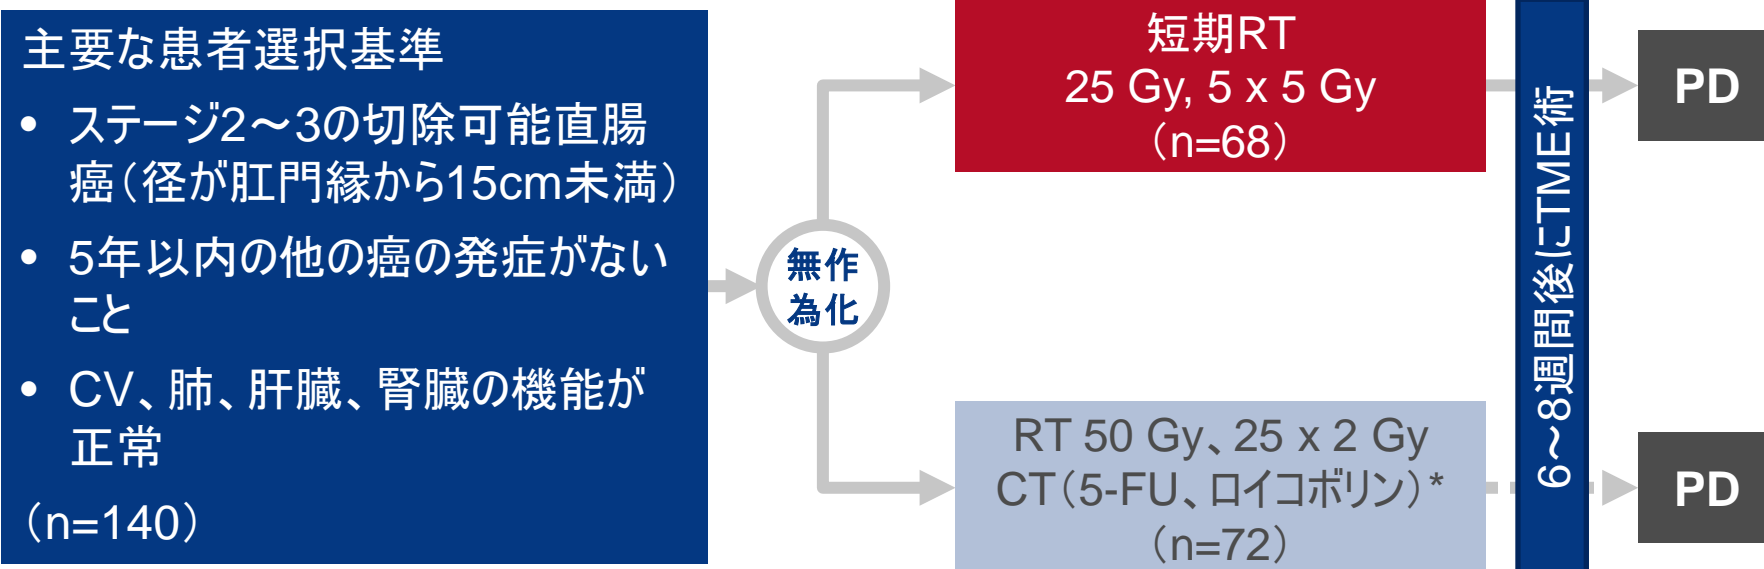 主要な患者選択基準
• ステージ2～3の切除可能直腸
癌（径が肛門縁から15cm未満）
• 5年以内の他の癌の発症がない
こと
• CV、肺、肝臓、腎臓の機能が
正常
（n=140）
無作
為化
短期RT
25 Gy, 5 x 5 Gy
（n=68）
RT 50 Gy、25 x 2 Gy
CT（5-FU、ロイコボリン）*
（n=72）
6～8週間後にTME術
PD
PD